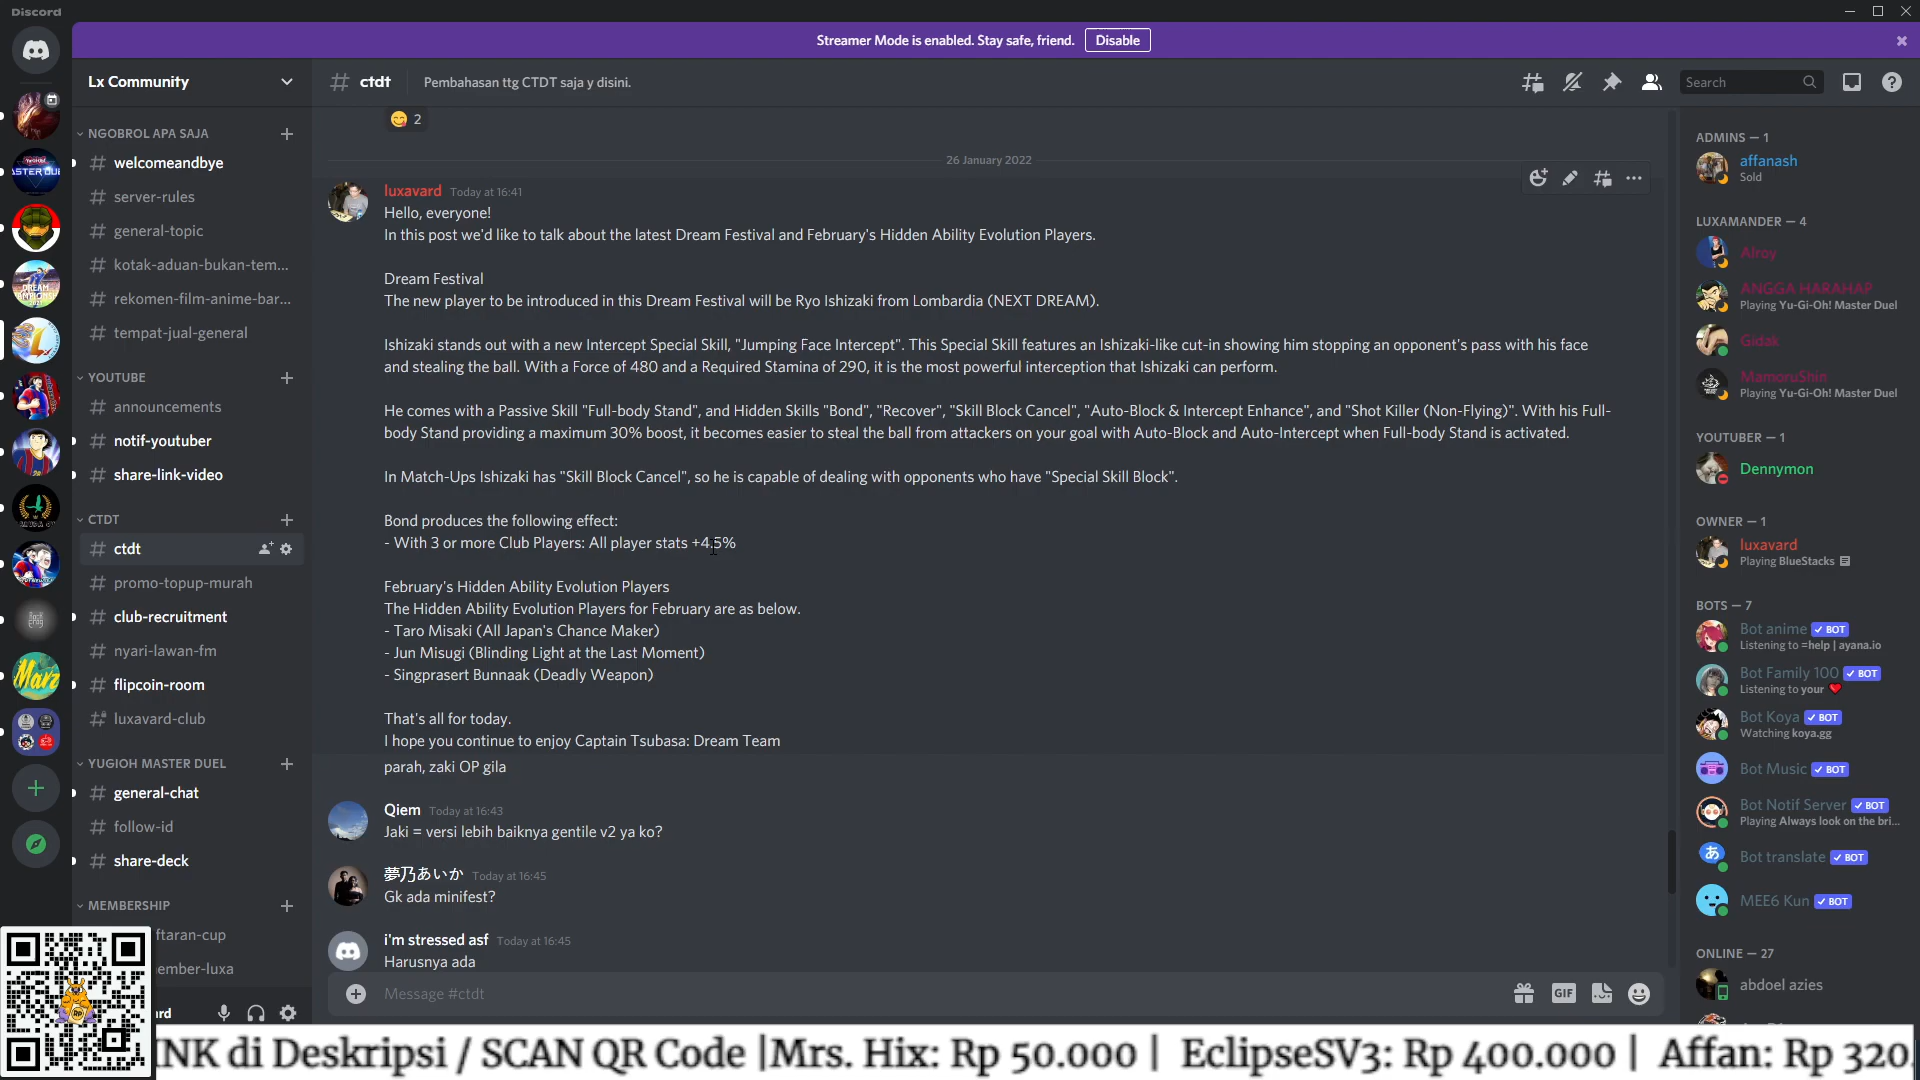 Discord
Streamer Mode is enabled. Stay safe, friend. Disable
Lx Community
NGOBROL APA SAJA
welcomeandbye
server-rules
general-topic
kotak-aduan-bukan-tem...
rekomen-film-anime-bar...
tempat-jual-general
YOUTUBE
announcements
notif-youtuber
share-link-video
CTDT
ctdt
promo-topup-murah
club-recruitment
nyari-lawan-fm
flipcoin-room
luxavard-club
YUGIOH MASTER DUEL
general-chat
follow-id
share-deck
MEMBERSHIP
ftaran-cup
ember-luxa
rd
ctdt
Pembahasan ttg CTDT saja y disini.
Search
2
26 January 2022
luxavard Today at 16:41
Hello, everyone!
In this post we'd like to talk about the latest Dream Festival and February's Hidden Ability Evolution Players.
Dream Festival
The new player to be introduced in this Dream Festival will be Ryo Ishizaki from Lombardia (NEXT DREAM).
Ishizaki stands out with a new Intercept Special Skill, "Jumping Face Intercept". This Special Skill features an Ishizaki-like cut-in showing him stopping an opponent's pass with his face
and stealing the ball. With a Force of 480 and a Required Stamina of 290, it is the most powerful interception that Ishizaki can perform.
He comes with a Passive Skill "Full-body Stand", and Hidden Skills "Bond", "Recover", "Skill Block Cancel", "Auto-Block & Intercept Enhance", and "Shot Killer (Non-Flying)". With his Full-
body Stand providing a maximum 30% boost, it becomes easier to steal the ball from attackers on your goal with Auto-Block and Auto-Intercept when Full-body Stand is activated.
In Match-Ups Ishizaki has "Skill Block Cancel", so he is capable of dealing with opponents who have "Special Skill Block".
Bond produces the following effect:
- With 3 or more Club Players: All player stats +4.5%
February's Hidden Ability Evolution Players
The Hidden Ability Evolution Players for February are as below.
- Taro Misaki (All Japan's Chance Maker)
- Jun Misugi (Blinding Light at the Last Moment)
- Singprasert Bunnaak (Deadly Weapon)
That's all for today.
I hope you continue to enjoy Captain Tsubasa: Dream Team
parah, zaki OP gila
Qiem Today at 16:43
Jaki = versi lebih baiknya gentile v2 ya ko?
夢乃あいか Today at 16:45
Gk ada minifest?
i'm stressed asf Today at 16:45
Harusnya ada
Message #ctdt
GIF
ADMINS — 1
affanash
Sold
LUXAMANDER — 4
Alroy
ANGGA HARAHAP
Playing Yu-Gi-Oh! Master Duel
Gidak
MamoruShin
Playing Yu-Gi-Oh! Master Duel
YOUTUBER — 1
Dennymon
OWNER — 1
luxavard
Playing BlueStacks
BOTS — 7
Bot anime BOT
Listening to =help | ayana.io
Bot Family 100 BOT
Listening to your
Bot Koya BOT
Watching koya.gg
Bot Music BOT
Bot Notif Server BOT
Playing Always look on the bri...
Bot translate BOT
MEE6 Kun BOT
ONLINE — 27
abdoel azies
INK di Deskripsi / SCAN QR Code |Mrs. Hix: Rp 50.000 | EclipseSV3: Rp 400.000 | Affan: Rp 320.